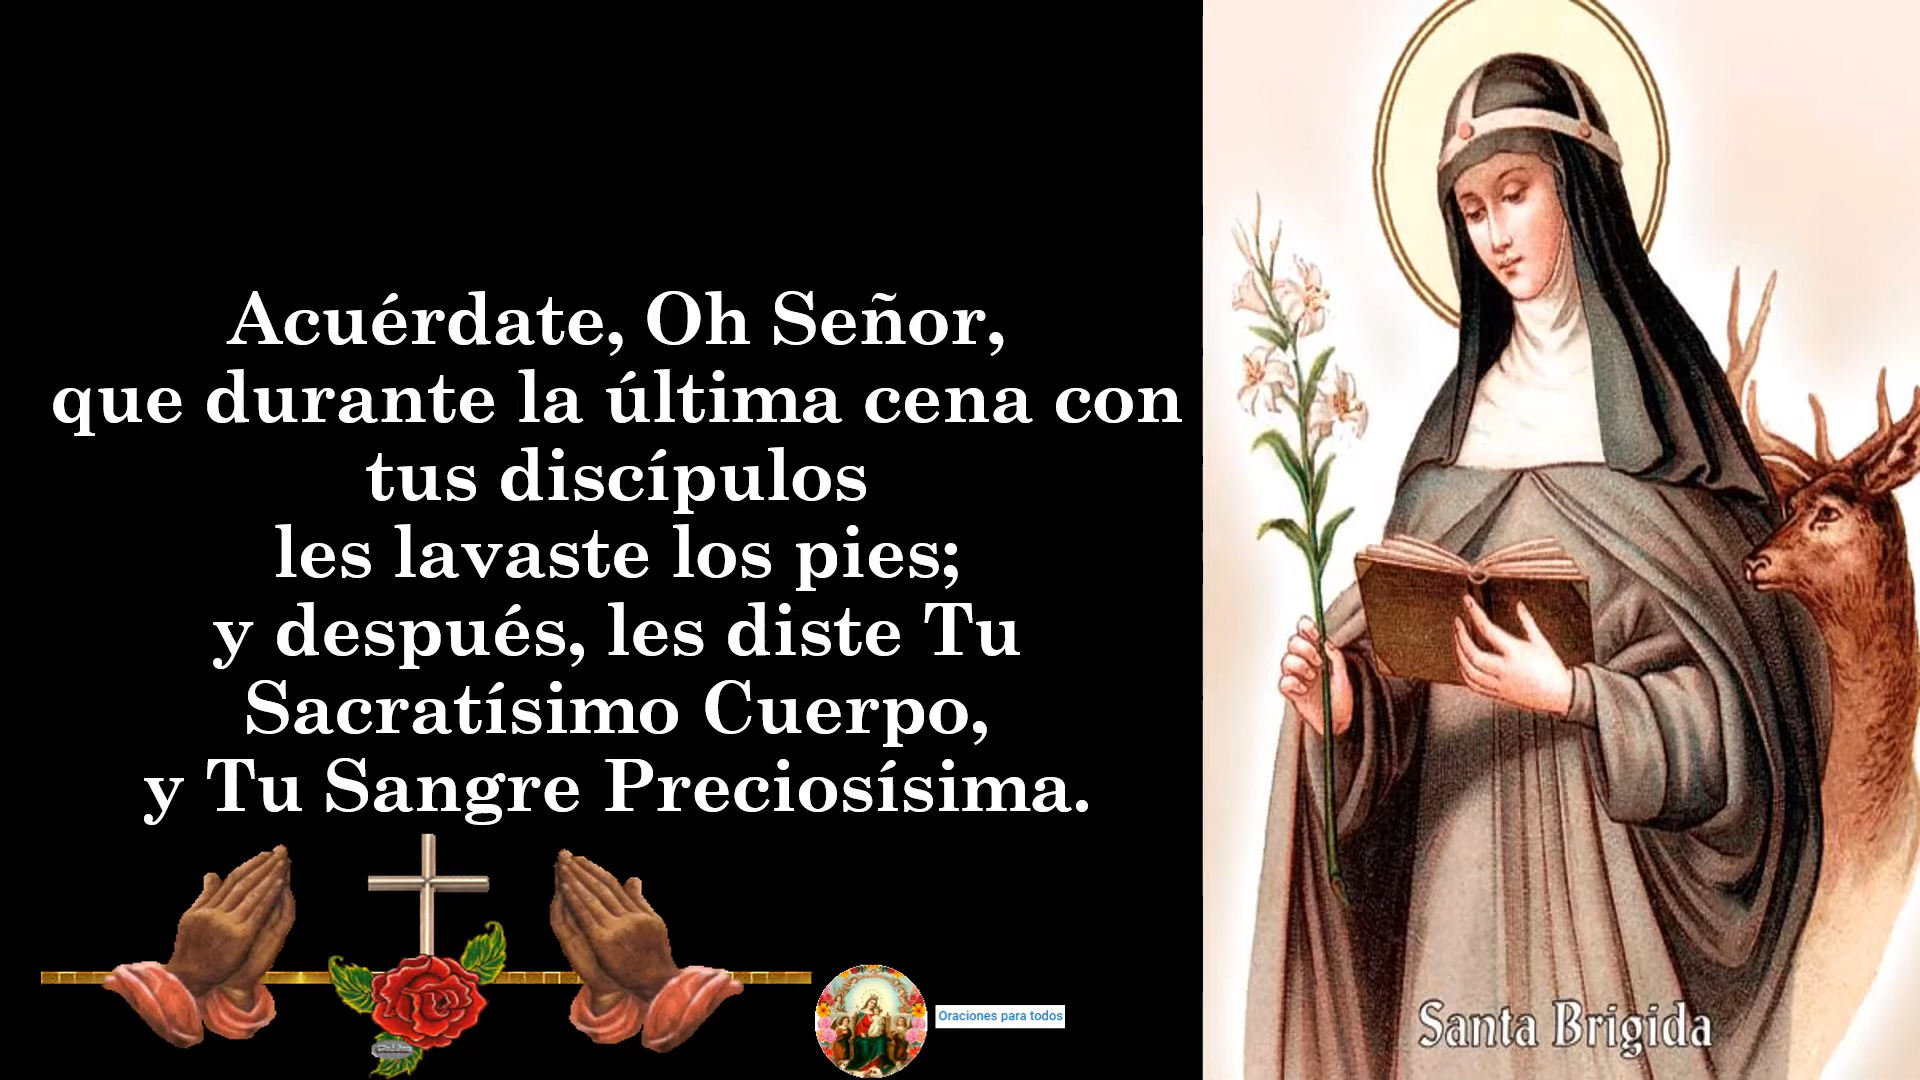 Acuérdate, Oh Señor,
que durante la última cena con
tus discípulos
les lavaste los pies;
y después, les diste Tu
Sacratísimo Cuerpo,
y Tu Sangre Preciosísima.
Oraciones para todos
Santa Brigida